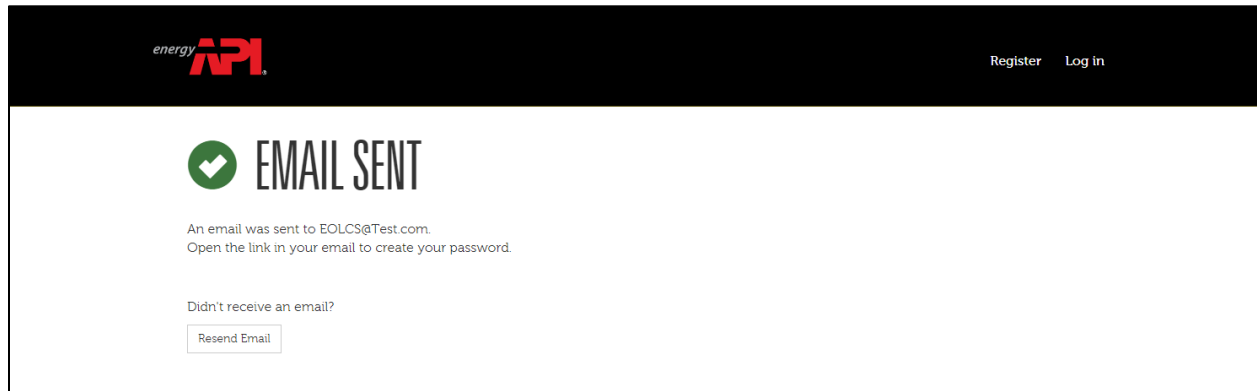 energy API®
Register Log in
EMAIL SENT
An email was sent to EOLCS@Test.com.
Open the link in your email to create your password.
Didn't receive an email?
Resend Email